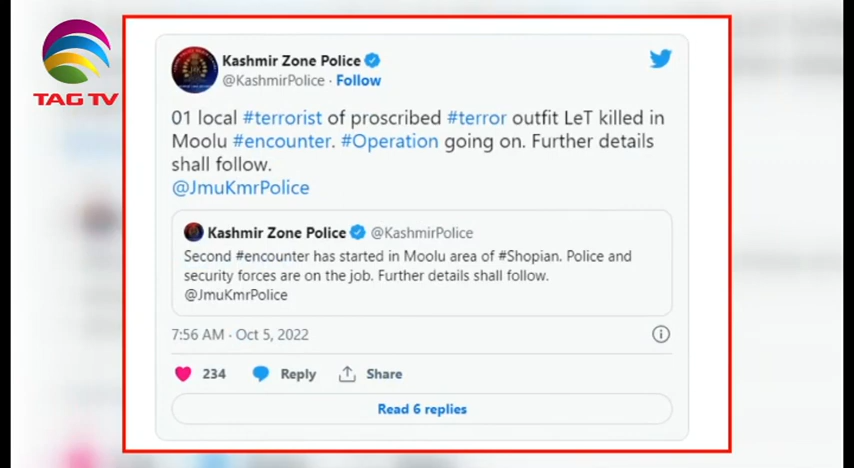 TAG TV
Kashmir Zone Police
@KashmirPolice · Follow
01 local #terrorist of proscribed #terror outfit LeT killed in
Moolu #encounter. #Operation going on. Further details
shall follow.
@JmuKmrPolice
Kashmir Zone Police @KashmirPolice
Second #encounter has started in Moolu area of #Shopian. Police and
security forces are on the job. Further details shall follow.
@JmuKmrPolice
7:56 AM · Oct 5, 2022
234 Reply Share
Read 6 replies